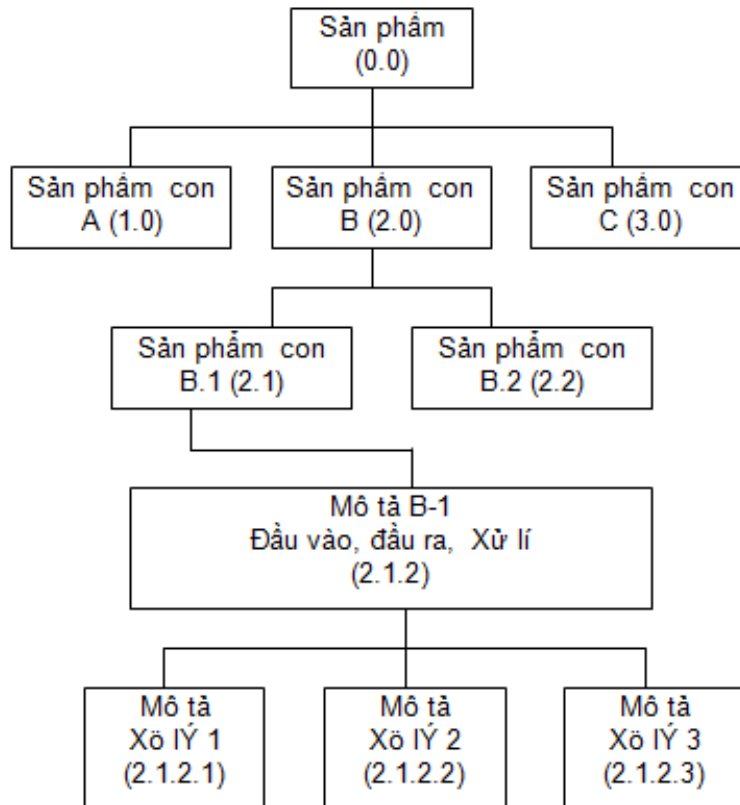 Sản phẩm
(0.0)
Sản phẩm con
A (1.0)
Sản phẩm con
B (2.0)
Sản phẩm con
C (3.0)
Sản phẩm con
B.1 (2.1)
Sản phẩm con
B.2 (2.2)
Mô tả B-1
Đầu vào, đầu ra, Xử lí
(2.1.2)
Mô tả
Xö lÝ 1
(2.1.2.1)
Mô tả
Xö lÝ 2
(2.1.2.2)
Mô tả
Xö lÝ 3
(2.1.2.3)